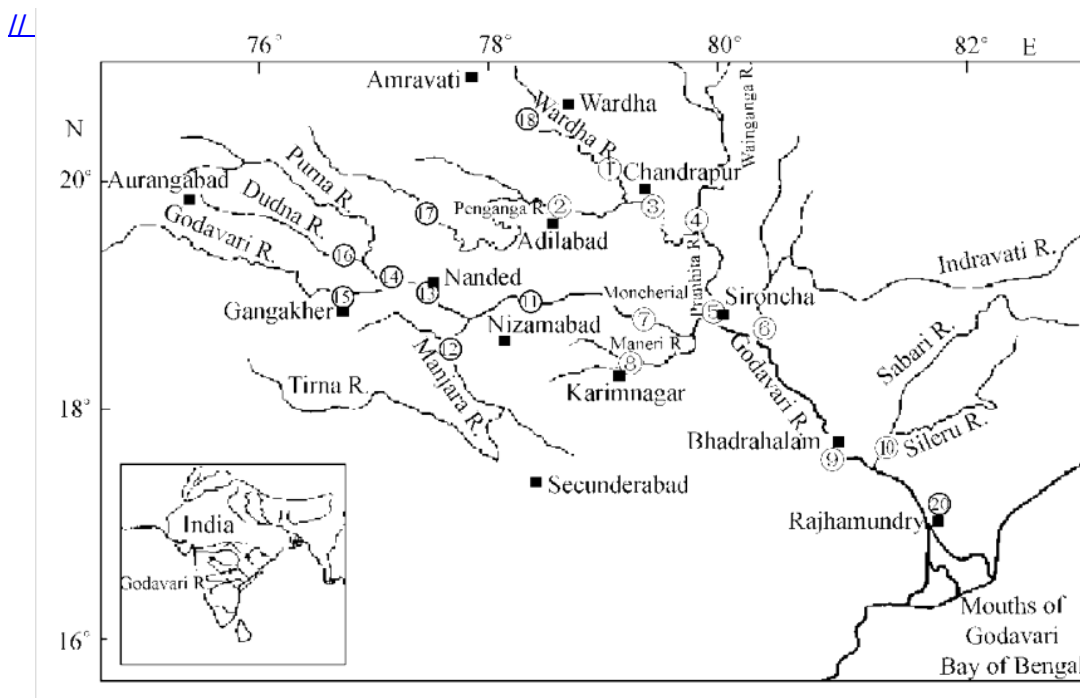 //
76°
78°
80°
82°
E
N
20°
18°
16°
Amravati
Wardha
18
Wardha R.
Wainganga R.
1
Chandrapur
Aurangabad
Purna R.
Dudna R.
Godavari R.
17
Penganga R.
2
3
4
Adilabad
16
14
Nanded
13
15
Gangakher
11
Moncherial
Pranhita R.
Sironcha
Indravati R.
5
6
7
Nizamabad
12
Maneri R.
8
Karimnagar
Manjara R.
Tirna R.
Godavari R.
Sabari R.
Sileru R.
Bhadrahalam
9
10
Secunderabad
20
Rajhamundry
India
Godavari R
Mouths of
Godavari
Bay of Bengal